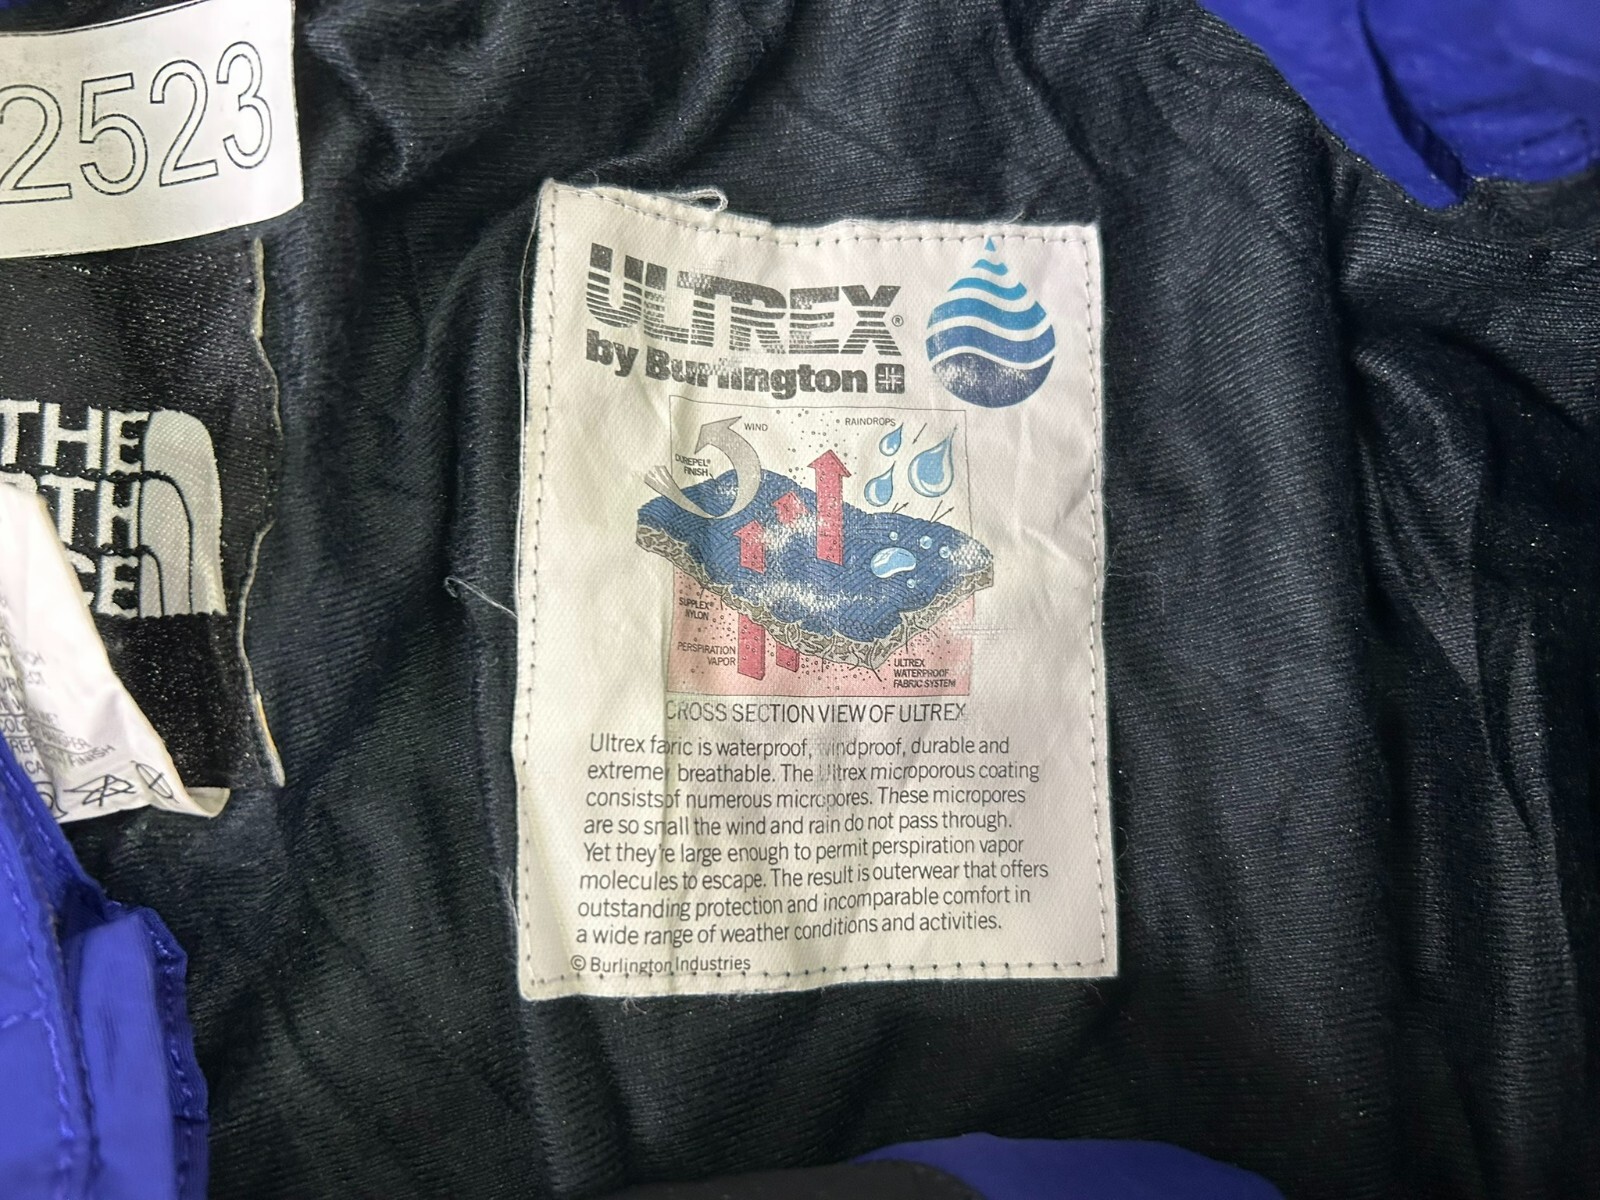 2523
THE
RTH
CE
ULTREX®
by Burlington
WIND
RAINDROPS
DUREPEL®
FINISH
SUPPLEX®
NYLON
PERSPIRATION
VAPOR
ULTREX
WATERPROOF
FABRIC SYSTEM
CROSS SECTION VIEW OF ULTREX
Ultrex fabric is waterproof, windproof, durable and
extreme breathable. The Ultrex microporous coating
consists of numerous micropores. These micropores
are so small the wind and rain do not pass through.
Yet they're large enough to permit perspiration vapor
molecules to escape. The result is outerwear that offers
outstanding protection and incomparable comfort in
a wide range of weather conditions and activities.
© Burlington Industries